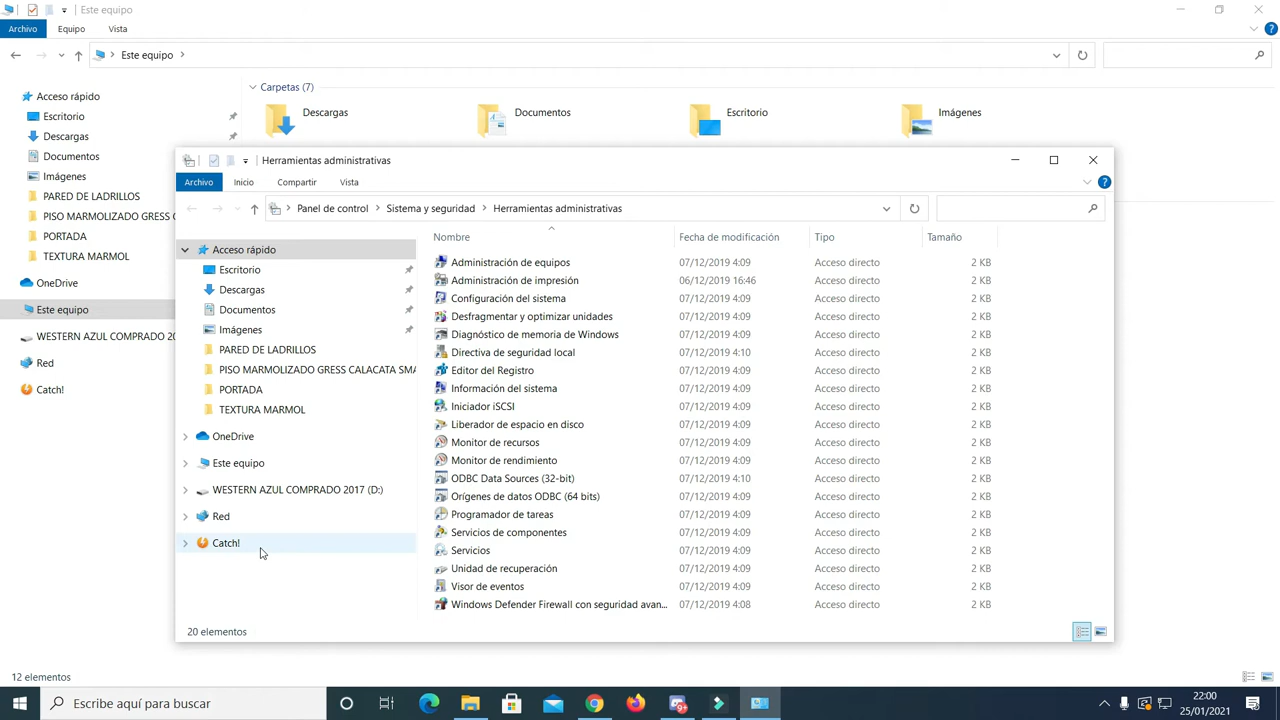 Este equipo
Archivo
Equipo
Vista
Este equipo
Acceso rápido
Escritorio
Descargas
Documentos
Imágenes
PARED DE LADRILLOS
PISO MARMOLIZADO GRESS C
PORTADA
TEXTURA MARMOL
OneDrive
Este equipo
WESTERN AZUL COMPRADO 20
Red
Catch!
Carpetas (7)
Descargas
Documentos
Escritorio
Imágenes
Herramientas administrativas
Archivo
Inicio
Compartir
Vista
Panel de control > Sistema y seguridad > Herramientas administrativas
Acceso rápido
Escritorio
Descargas
Documentos
Imágenes
PARED DE LADRILLOS
PISO MARMOLIZADO GRESS CALACATA SMA
PORTADA
TEXTURA MARMOL
OneDrive
Este equipo
WESTERN AZUL COMPRADO 2017 (D:)
Red
Catch!
Nombre Fecha de modificación Tipo Tamaño
Administración de equipos 07/12/2019 4:09 Acceso directo 2 KB
Administración de impresión 06/12/2019 16:46 Acceso directo 2 KB
Configuración del sistema 07/12/2019 4:09 Acceso directo 2 KB
Desfragmentar y optimizar unidades 07/12/2019 4:09 Acceso directo 2 KB
Diagnóstico de memoria de Windows 07/12/2019 4:09 Acceso directo 2 KB
Directiva de seguridad local 07/12/2019 4:10 Acceso directo 2 KB
Editor del Registro 07/12/2019 4:09 Acceso directo 2 KB
Información del sistema 07/12/2019 4:09 Acceso directo 2 KB
Iniciador iSCSI 07/12/2019 4:09 Acceso directo 2 KB
Liberador de espacio en disco 07/12/2019 4:09 Acceso directo 2 KB
Monitor de recursos 07/12/2019 4:09 Acceso directo 2 KB
Monitor de rendimiento 07/12/2019 4:09 Acceso directo 2 KB
ODBC Data Sources (32-bit) 07/12/2019 4:10 Acceso directo 2 KB
Orígenes de datos ODBC (64 bits) 07/12/2019 4:09 Acceso directo 2 KB
Programador de tareas 07/12/2019 4:09 Acceso directo 2 KB
Servicios de componentes 07/12/2019 4:09 Acceso directo 2 KB
Servicios 07/12/2019 4:09 Acceso directo 2 KB
Unidad de recuperación 07/12/2019 4:09 Acceso directo 2 KB
Visor de eventos 07/12/2019 4:09 Acceso directo 2 KB
Windows Defender Firewall con seguridad avan... 07/12/2019 4:08 Acceso directo 2 KB
20 elementos
12 elementos
Escribe aquí para buscar
22:00
25/01/2021